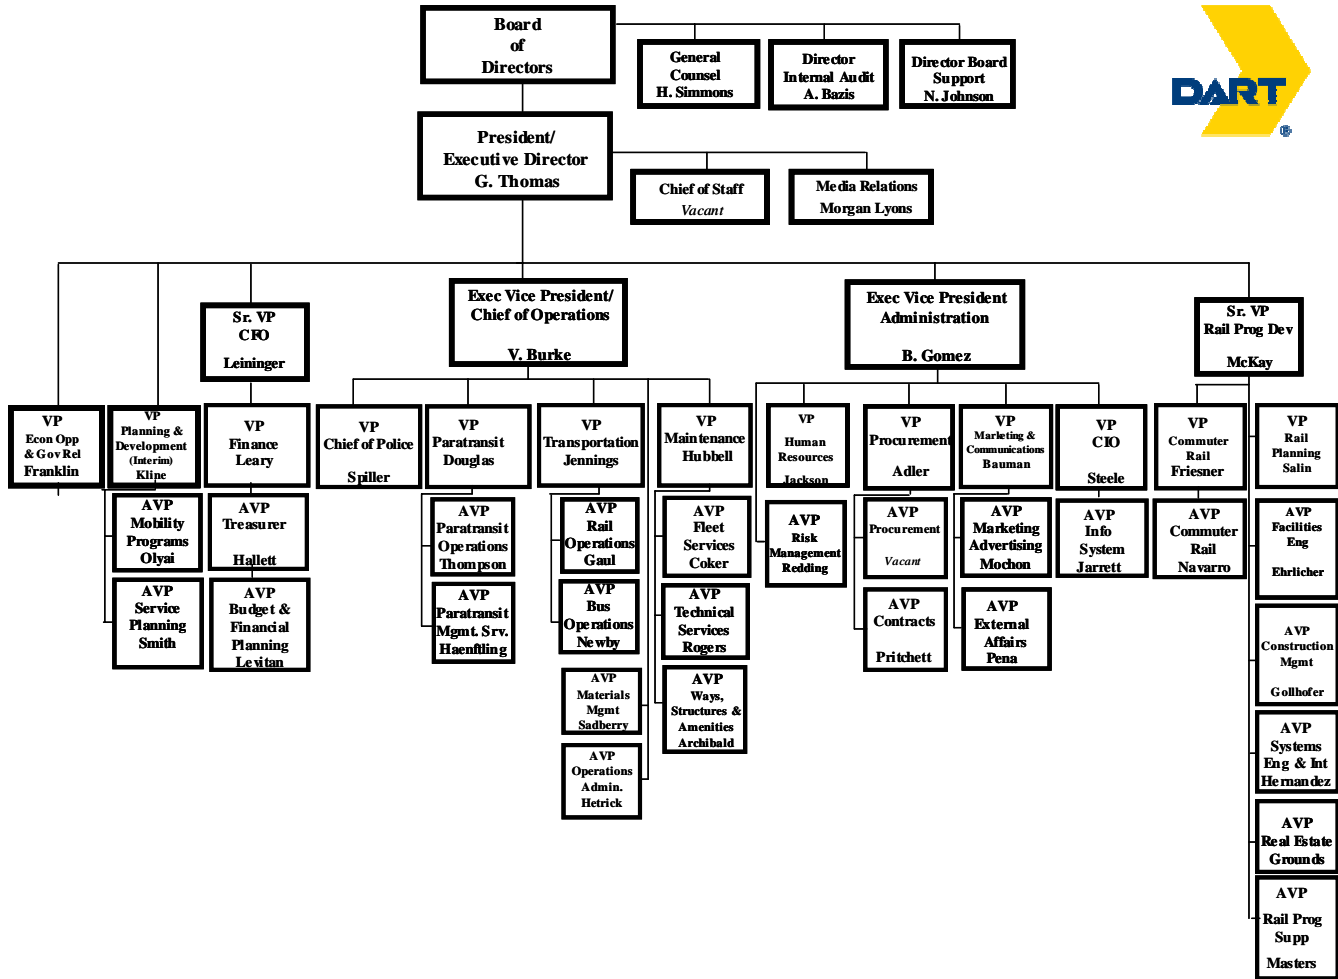 Board
of
Directors
General
Counsel
H. Simmons
Director
Internal Audit
A. Bazis
Director Board
Support
N. Johnson
DART
®
President/
Executive Director
G. Thomas
Chief of Staff
Vacant
Media Relations
Morgan Lyons
Sr. VP
CFO
Leininger
Exec Vice President/
Chief of Operations
V. Burke
Exec Vice President
Administration
B. Gomez
Sr. VP
Rail Prog Dev
McKay
VP
Econ Opp
& Gov Rel
Franklin
VP
Planning &
Development
(Interim)
Kline
VP
Finance
Leary
VP
Chief of Police
Spiller
VP
Paratransit
Douglas
VP
Transportation
Jennings
VP
Maintenance
Hubbell
VP
Human
Resources
Jackson
VP
Procurement
Adler
VP
Marketing &
Communications
Bauman
VP
CIO
Steele
VP
Commuter
Rail
Friesner
VP
Rail
Planning
Salin
AVP
Mobility
Programs
Olyai
AVP
Treasurer
Hallett
AVP
Paratransit
Operations
Thompson
AVP
Rail
Operations
Gaul
AVP
Fleet
Services
Coker
AVP
Risk
Management
Redding
AVP
Procurement
Vacant
AVP
Marketing
Advertising
Mochon
AVP
Info
System
Jarrett
AVP
Commuter
Rail
Navarro
AVP
Facilities
Eng
Ehrlicher
AVP
Service
Planning
Smith
AVP
Budget &
Financial
Planning
Levitan
AVP
Paratransit
Mgmt. Srv.
Haenftling
AVP
Bus
Operations
Newby
AVP
Technical
Services
Rogers
AVP
Contracts
Pritchett
AVP
External
Affairs
Pena
AVP
Construction
Mgmt
Gollhofer
AVP
Materials
Mgmt
Sadberry
AVP
Ways,
Structures &
Amenities
Archibald
AVP
Systems
Eng & Int
Hernandez
AVP
Operations
Admin.
Hetrick
AVP
Real Estate
Grounds
AVP
Rail Prog
Supp
Masters